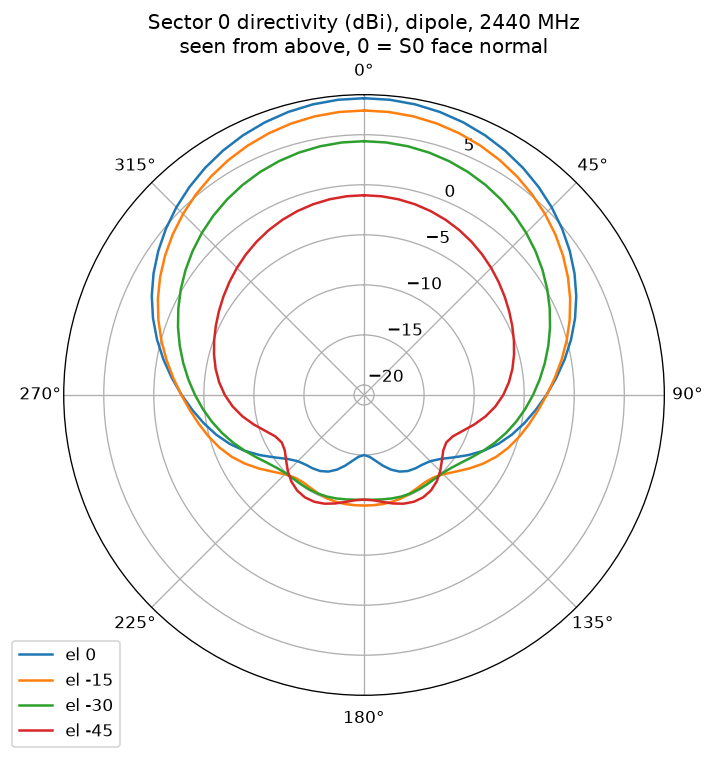 Sector 0 directivity (dBi), dipole, 2440 MHz
seen from above, 0 = S0 face normal
0°
315°
45°
5
0
−5
−10
−15
−20
270°
90°
225°
135°
180°
el 0
el -15
el -30
el -45